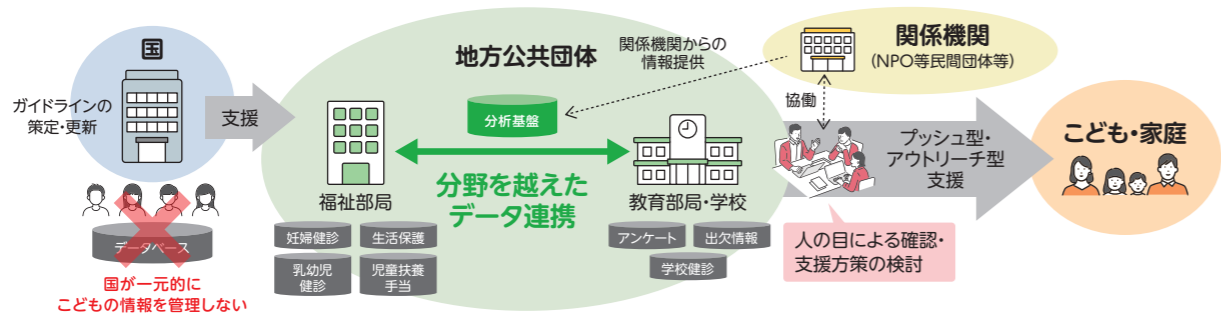 国
ガイドラインの
策定・更新
データベース
国が一元的に
こどもの情報を管理しない
支援
地方公共団体
分析基盤
福祉部局
分野を越えた
データ連携
教育部局・学校
妊婦健診
生活保護
乳幼児
健診
児童扶養
手当
アンケート
出欠情報
学校健診
関係機関からの
情報提供
関係機関
(NPO等民間団体等)
協働
プッシュ型・
アウトリーチ型
支援
人の目による確認・
支援方策の検討
こども・家庭